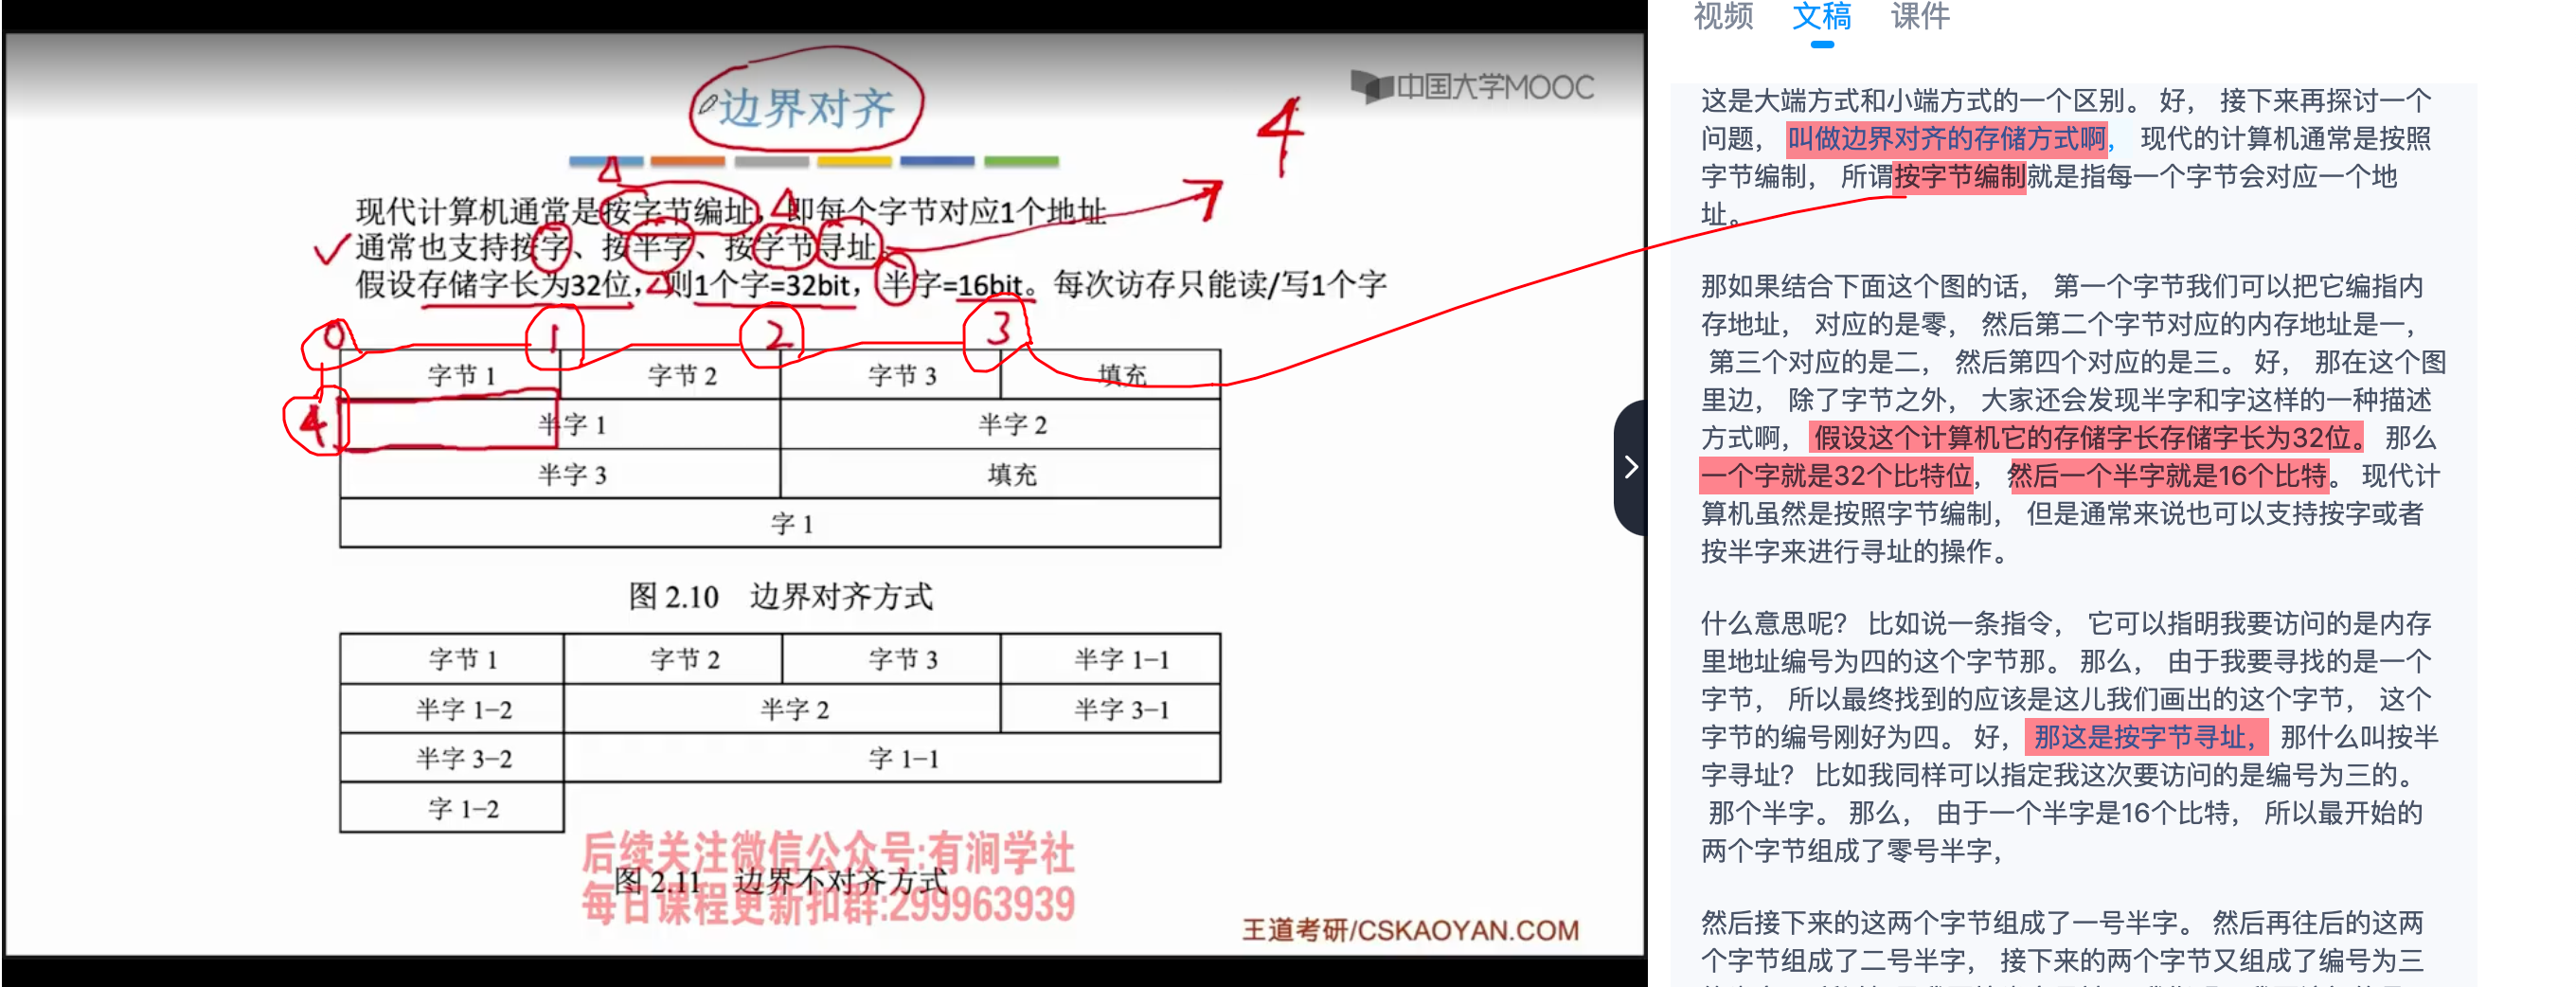 边界对齐
中国大学MOOC
4
现代计算机通常是按字节编址，即每个字节对应1个地址
通常也支持按字、按半字、按字节寻址。
假设存储字长为32位，则1个字=32bit，半字=16bit。每次访存只能读/写1个字
0 1 2 3
字节 1 字节 2 字节 3 填充
4
半字 1 半字 2
半字 3 填充
字 1
图 2.10 边界对齐方式
字节 1 字节 2 字节 3 半字 1-1
半字 1-2 半字 2 半字 3-1
半字 3-2 字 1-1
字 1-2
后续关注微信公众号:有涧学社
图 2.11 边界不对齐方式
每日课程更新扣群:299963939
王道考研/CSKAOYAN.COM
视频 文稿 课件
这是大端方式和小端方式的一个区别。 好， 接下来再探讨一个
问题， 叫做边界对齐的存储方式啊， 现代的计算机通常是按照
字节编制， 所谓按字节编制就是指每一个字节会对应一个地
址。
那如果结合下面这个图的话， 第一个字节我们可以把它编指内
存地址， 对应的是零， 然后第二个字节对应的内存地址是一，
第三个对应的是二， 然后第四个对应的是三。 好， 那在这个图
里边， 除了字节之外， 大家还会发现半字和字这样的一种描述
方式啊， 假设这个计算机它的存储字长存储字长为32位。 那么
一个字就是32个比特位， 然后一个半字就是16个比特。 现代计
算机虽然是按照字节编制， 但是通常来说也可以支持按字或者
按半字来进行寻址的操作。
什么意思呢？ 比如说一条指令， 它可以指明我要访问的是内存
里地址编号为四的这个字节那。 那么， 由于我要寻找的是一个
字节， 所以最终找到的应该是这儿我们画出的这个字节， 这个
字节的编号刚好为四。 好， 那这是按字节寻址， 那什么叫按半
字寻址？ 比如我同样可以指定我这次要访问的是编号为三的。
那个半字。 那么， 由于一个半字是16个比特， 所以最开始的
两个字节组成了零号半字，
然后接下来的这两个字节组成了一号半字。 然后再往后的这两
个字节组成了二号半字， 接下来的两个字节又组成了编号为三